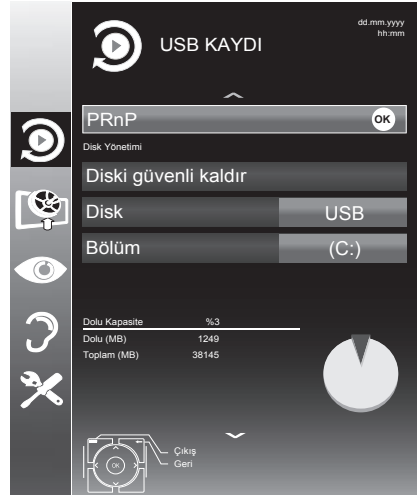 dd.mm.yyyy
hh:mm
USB KAYDI
PRnP OK
Disk Yönetimi
Diski güvenli kaldır
Disk USB
Bölüm (C:)
Dolu Kapasite %3
Dolu (MB) 1249
Toplam (MB) 38145
Çıkış
OK
Geri